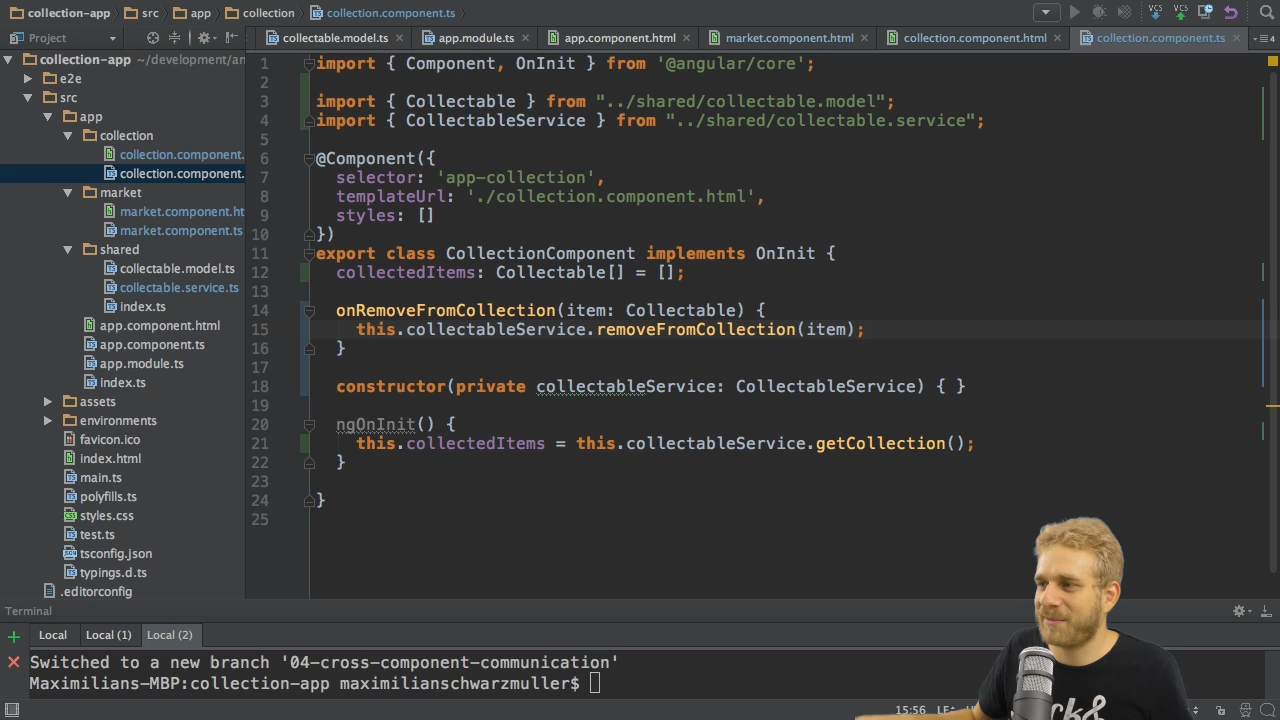 collection-app  src  app  collection  collection.component.ts
Project
collectable.model.ts  app.module.ts  app.component.html  market.component.html  collection.component.html  collection.component.ts  4
collection-app ~/development/an
e2e
src
app
collection
collection.component.
collection.component.
market
market.component.ht
market.component.ts
shared
collectable.model.ts
collectable.service.ts
index.ts
app.component.html
app.component.ts
app.module.ts
index.ts
assets
environments
favicon.ico
index.html
main.ts
polyfills.ts
styles.css
test.ts
tsconfig.json
typings.d.ts
.editorconfig
1 import { Component, OnInit } from '@angular/core';
2
3 import { Collectable } from "../shared/collectable.model";
4 import { CollectableService } from "../shared/collectable.service";
5
6 @Component({
7   selector: 'app-collection',
8   templateUrl: './collection.component.html',
9   styles: []
10 })
11 export class CollectionComponent implements OnInit {
12   collectedItems: Collectable[] = [];
13
14   onRemoveFromCollection(item: Collectable) {
15     this.collectableService.removeFromCollection(item);
16   }
17
18   constructor(private collectableService: CollectableService) { }
19
20   ngOnInit() {
21     this.collectedItems = this.collectableService.getCollection();
22   }
23
24 }
25
Terminal
Local  Local (1)  Local (2)
Switched to a new branch '04-cross-component-communication'
Maximilians-MBP:collection-app maximilianschwarzmuller$
15:56